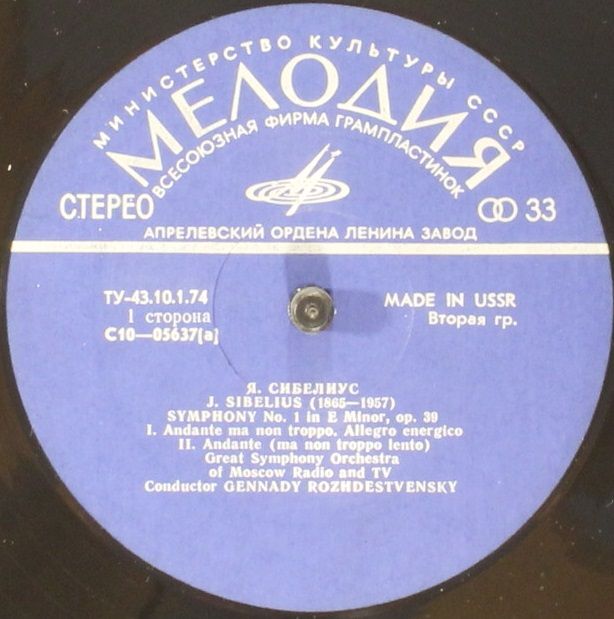 МИНИСТЕРСТВО КУЛЬТУРЫ СССР
МЕЛОДИЯ
ВСЕСОЮЗНАЯ ФИРМА ГРАМПЛАСТИНОК
СТЕРЕО
33
АПРЕЛЕВСКИЙ ОРДЕНА ЛЕНИНА ЗАВОД
ТУ-43.10.1.74
1 сторона
С10—05637(а)
MADE IN USSR
Вторая гр.
Я. СИБЕЛИУС
J. SIBELIUS (1865—1957)
SYMPHONY No. 1 in E Minor, op. 39
I. Andante ma non troppo. Allegro energico
II. Andante (ma non troppo lento)
Great Symphony Orchestra
of Moscow Radio and TV
Conductor GENNADY ROZHDESTVENSKY